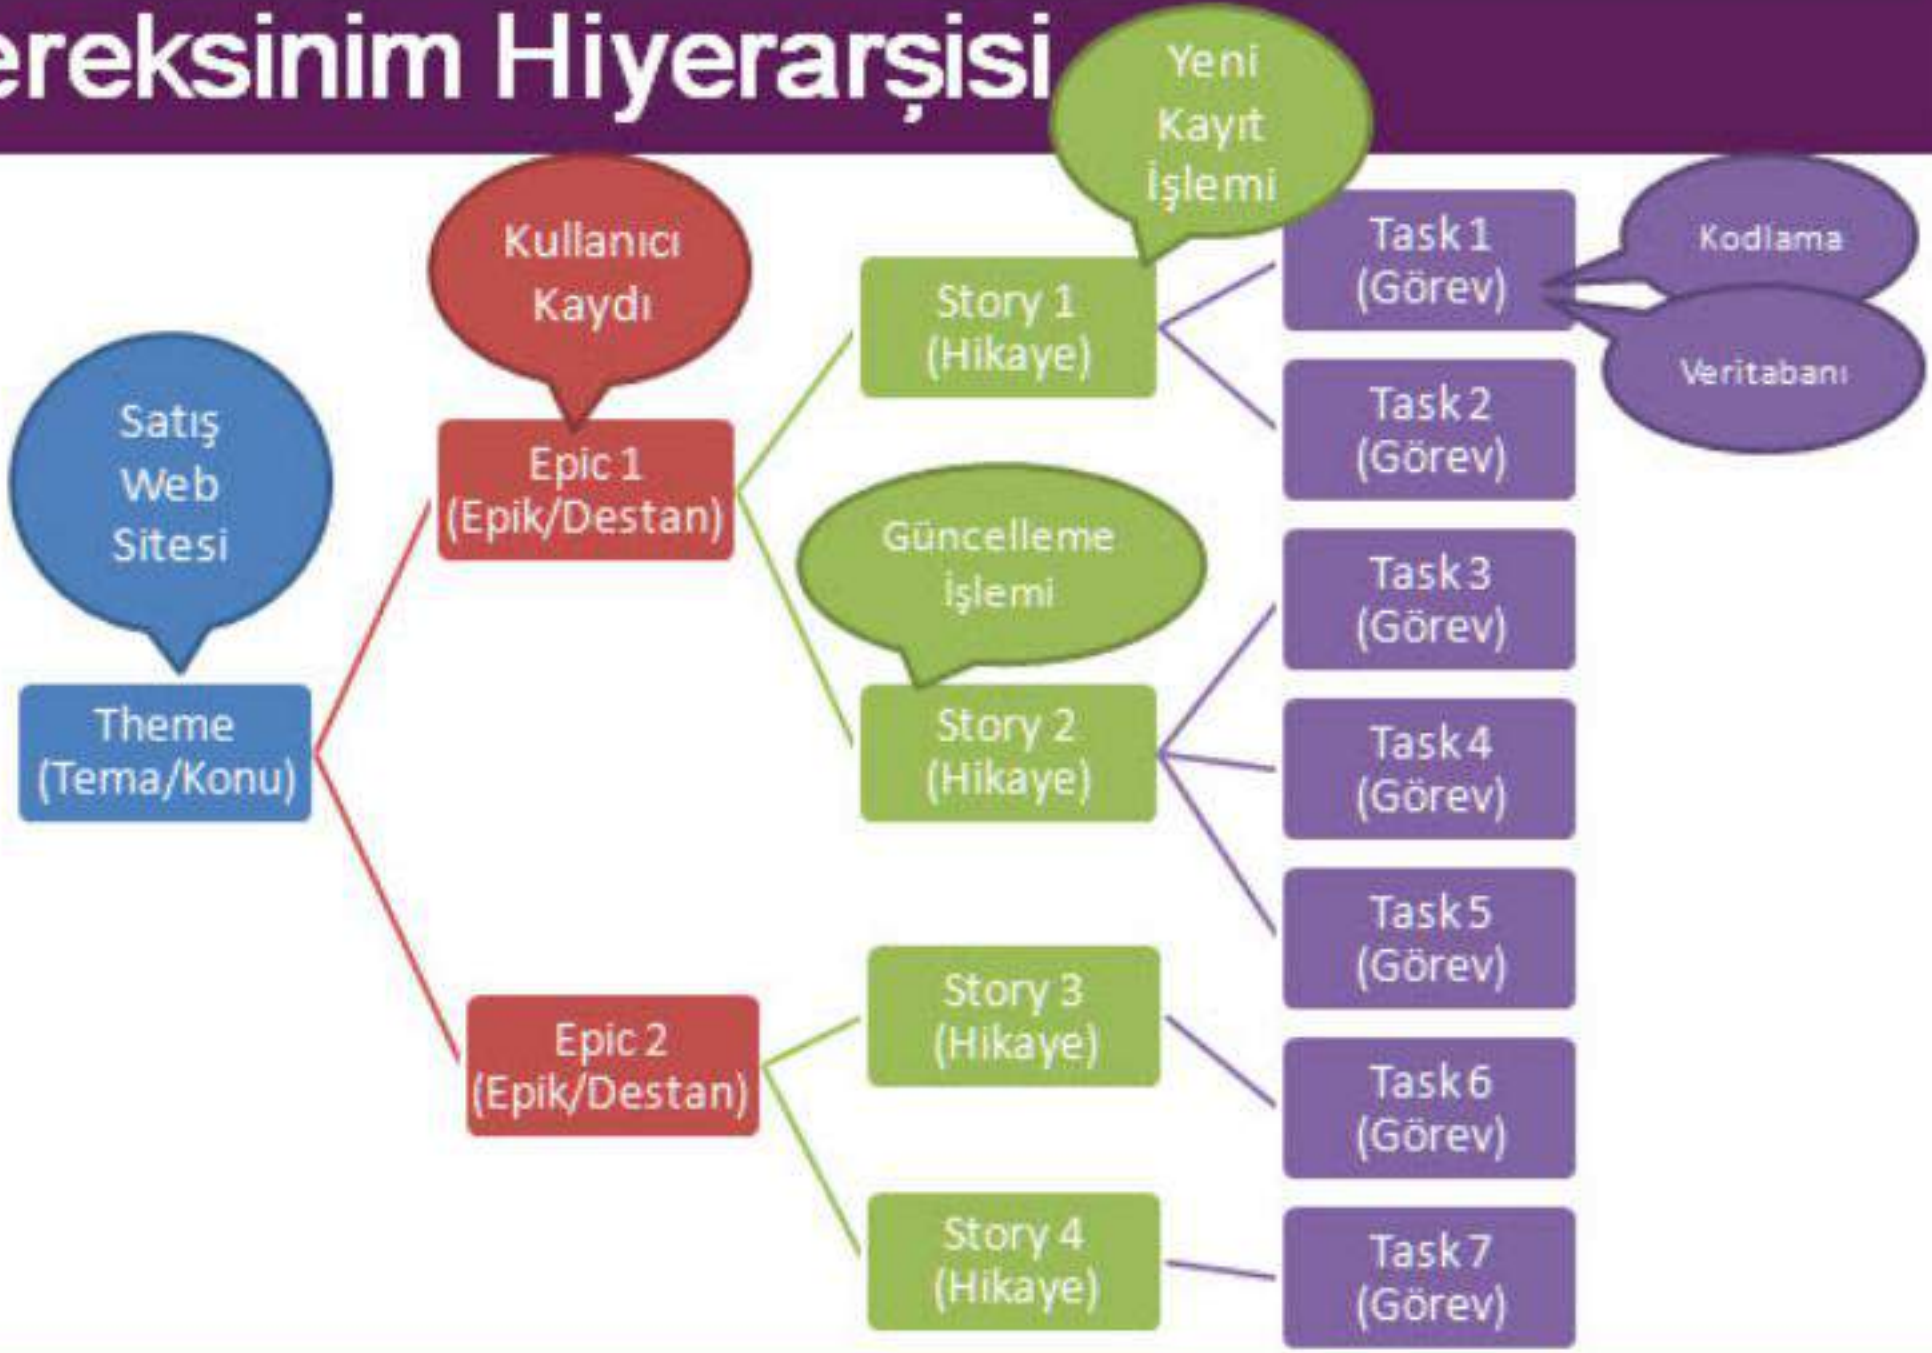 ereksinim Hiyerarşisi
Yeni
Kayıt
İşlemi
Kullanıcı
Kaydı
Satış
Web
Sitesi
Theme
(Tema/Konu)
Epic 1
(Epik/Destan)
Story 1
(Hikaye)
Güncelleme
İşlemi
Story 2
(Hikaye)
Epic 2
(Epik/Destan)
Story 3
(Hikaye)
Story 4
(Hikaye)
Task 1
(Görev)
Kodlama
Veritabanı
Task 2
(Görev)
Task 3
(Görev)
Task 4
(Görev)
Task 5
(Görev)
Task 6
(Görev)
Task 7
(Görev)